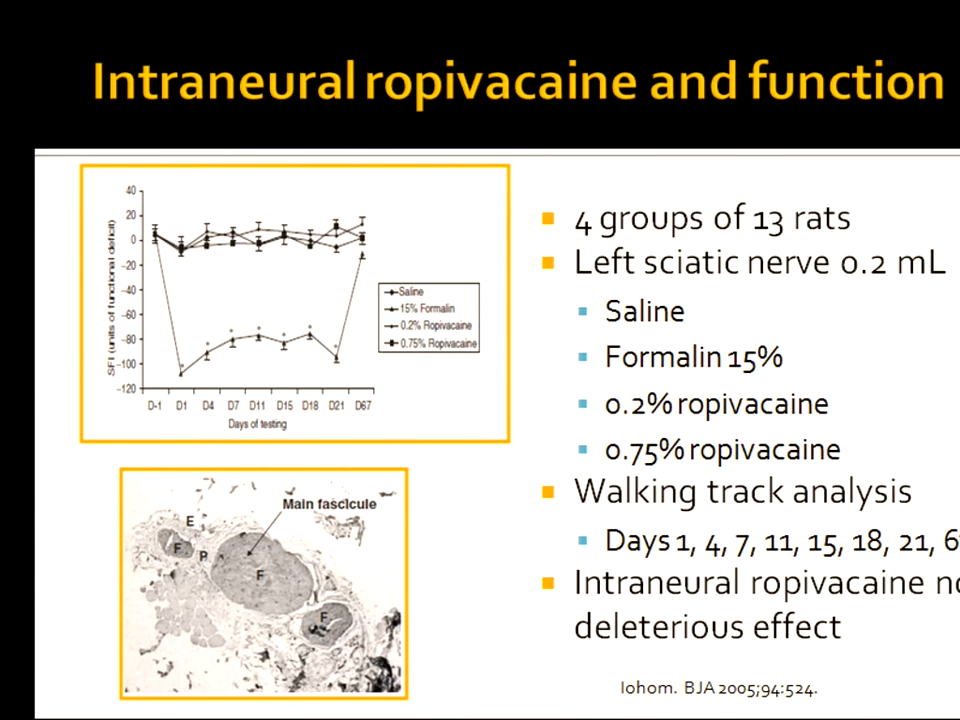 Intraneural ropivacaine and function
40
20
0
−20
−40
−60
−80
−100
−120
SFI (units of functional deficit)
D-1 D1 D4 D7 D11 D15 D18 D21 D67
Days of testing
Saline
15% Formalin
0.2% Ropivacaine
0.75% Ropivacaine
Main fascicule
E
F
P
F
F
4 groups of 13 rats
Left sciatic nerve 0.2 mL
Saline
Formalin 15%
0.2% ropivacaine
0.75% ropivacaine
Walking track analysis
Days 1, 4, 7, 11, 15, 18, 21, 6
Intraneural ropivacaine no
deleterious effect
Iohom. BJA 2005;94:524.